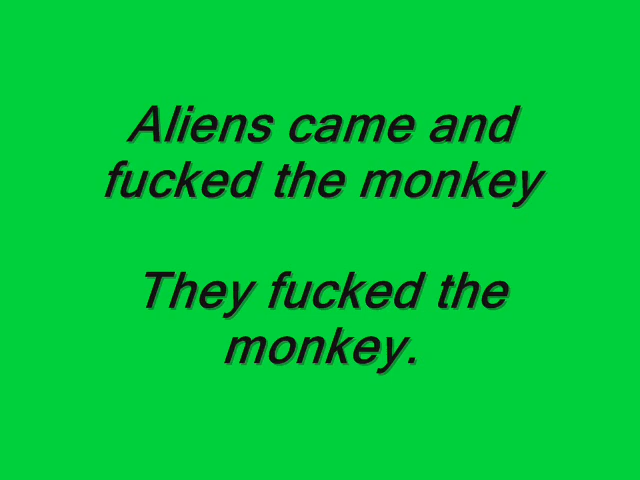 Aliens came and
fucked the monkey
They fucked the
monkey.